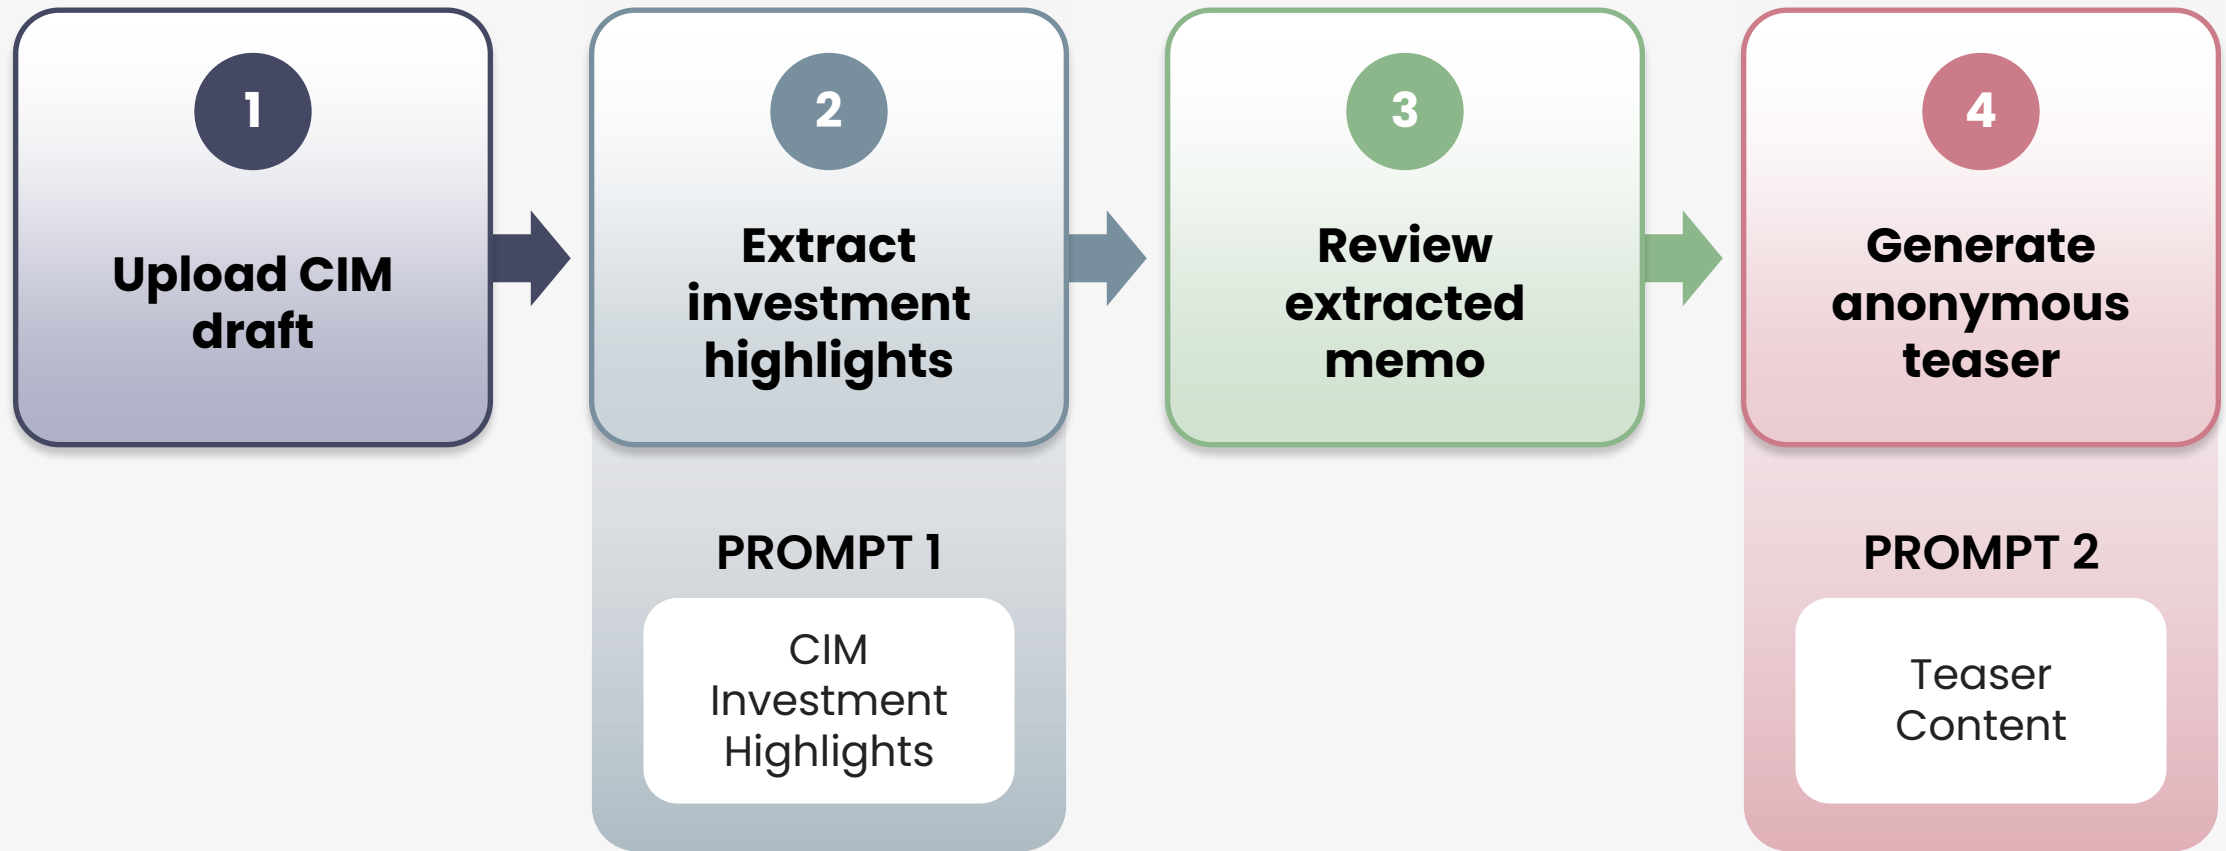 1
Upload CIM
draft
2
Extract
investment
highlights
3
Review
extracted
memo
4
Generate
anonymous
teaser
PROMPT 1
CIM
Investment
Highlights
PROMPT 2
Teaser
Content